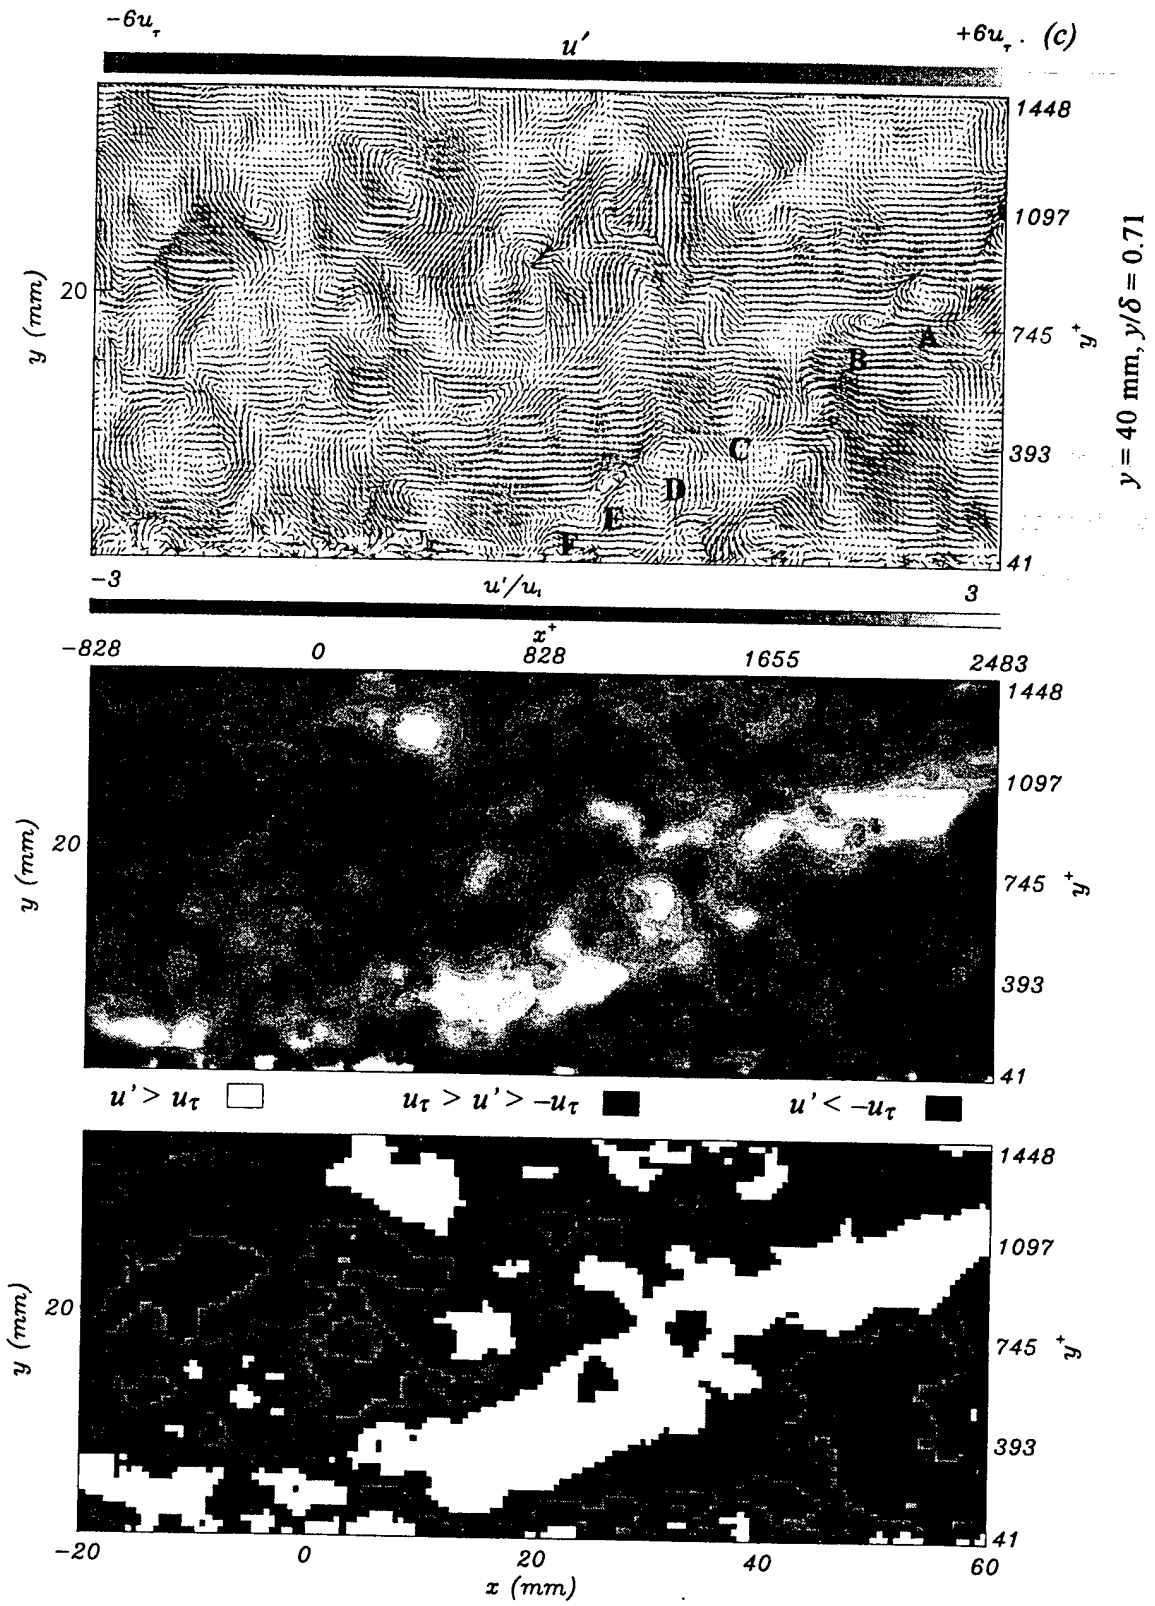 −6uτ u' +6uτ . (c)
1448
1097
20 y (mm)
745 y+
A
B
C
393
D
E
F
41
y = 40 mm, y/δ = 0.71
−3 u'/uτ 3
x+
−828 0 828 1655 2483
1448
1097
20 y (mm)
745 y+
393
41
u' > uτ uτ > u' > −uτ u' < −uτ
1448
1097
20 y (mm)
745 y+
393
41
−20 0 20 40 60
x (mm)